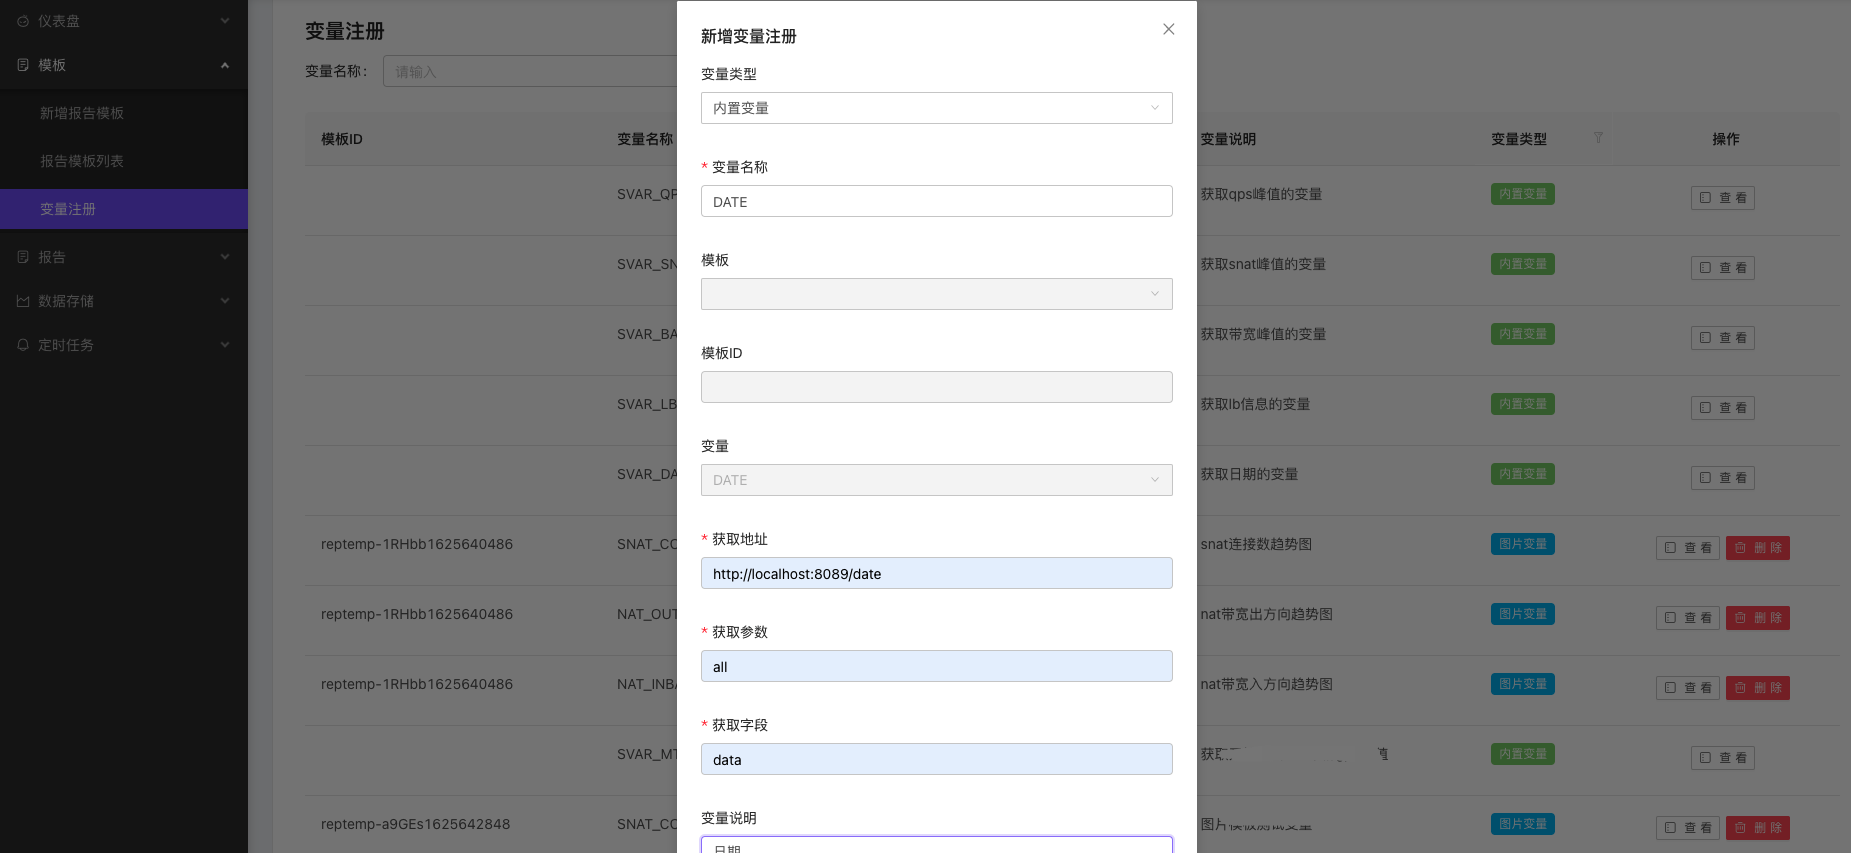 仪表盘
模板
新增报告模板
报告模板列表
变量注册
报告
数据存储
定时任务
变量注册
变量名称：
请输入
模板ID 变量名称 变量说明 变量类型 操作
SVAR_QP 获取qps峰值的变量 内置变量 查看
SVAR_SN 获取snat峰值的变量 内置变量 查看
SVAR_BA 获取带宽峰值的变量 内置变量 查看
SVAR_LB 获取lb信息的变量 内置变量 查看
SVAR_DA 获取日期的变量 内置变量 查看
reptemp-1RHbb1625640486 SNAT_CO snat连接数趋势图 图片变量 查看 删除
reptemp-1RHbb1625640486 NAT_OUT nat带宽出方向趋势图 图片变量 查看 删除
reptemp-1RHbb1625640486 NAT_INBA nat带宽入方向趋势图 图片变量 查看 删除
SVAR_MT 获 值 内置变量 查看
reptemp-a9GEs1625642848 SNAT_CO 图片模板测试变量 图片变量 查看 删除
新增变量注册
变量类型
内置变量
* 变量名称
DATE
模板
模板ID
变量
DATE
* 获取地址
http://localhost:8089/date
* 获取参数
all
* 获取字段
data
变量说明
日期